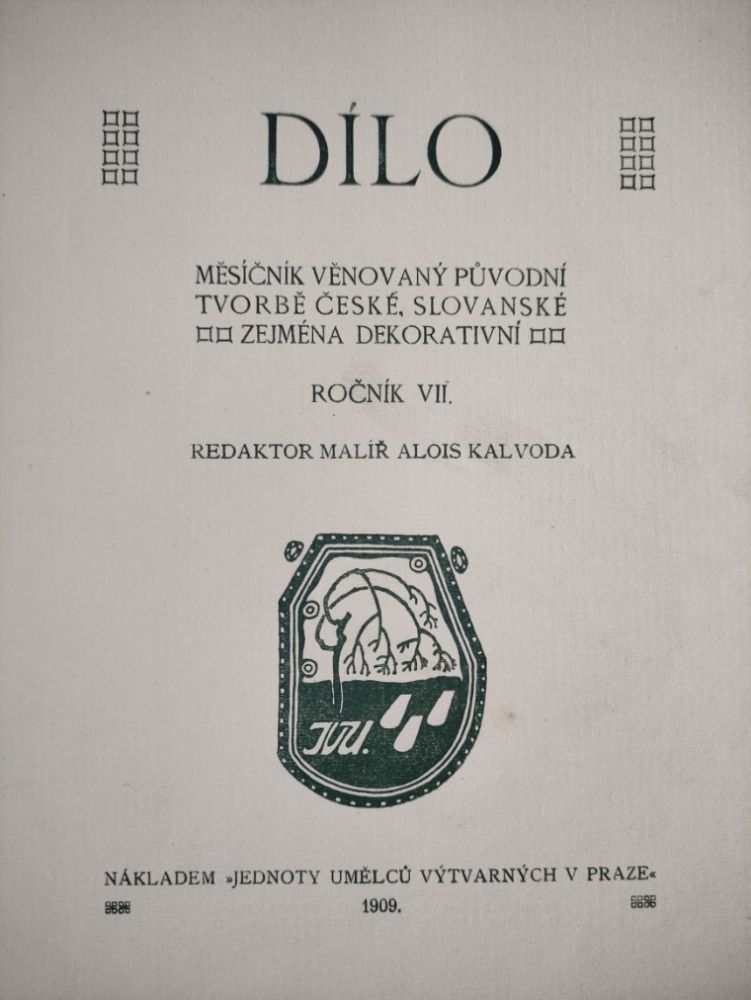 DÍLO
MĚSÍČNÍK VĚNOVANÝ PŮVODNÍ
TVORBĚ ČESKÉ, SLOVANSKÉ
ZEJMÉNA DEKORATIVNÍ
ROČNÍK VII.
REDAKTOR MALÍŘ ALOIS KALVODA
JUU.
NÁKLADEM »JEDNOTY UMĚLCŮ VÝTVARNÝCH V PRAZE«
1909.